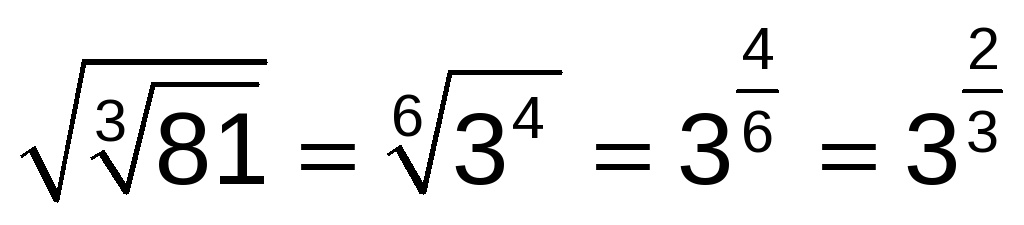 √∛81 = ⁶√3⁴ = 3^(4/6) = 3^(2/3)